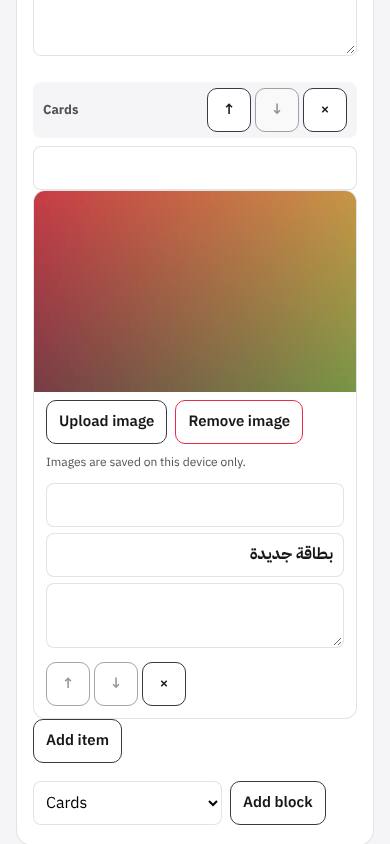 Cards
↑ ↓ ×
Upload image Remove image
Images are saved on this device only.
بطاقة جديدة
↑ ↓ ×
Add item
Cards Add block